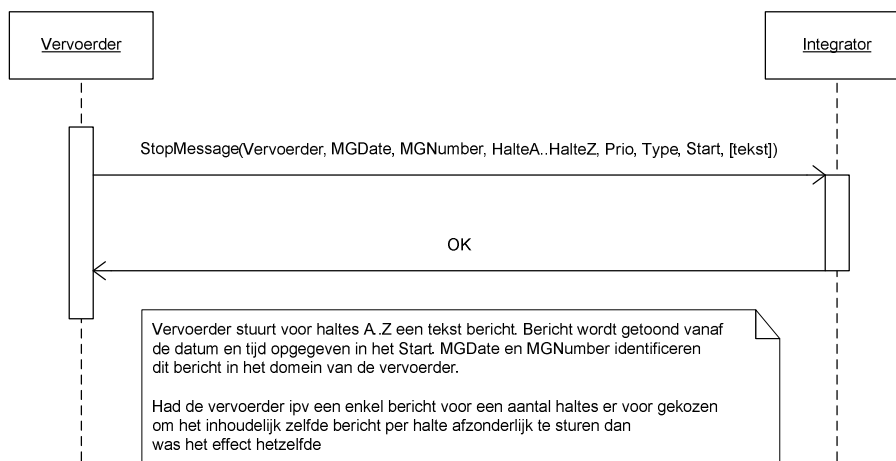 Vervoerder
Integrator
StopMessage(Vervoerder, MGDate, MGNumber, HalteA..HalteZ, Prio, Type, Start, [tekst])
OK
Vervoerder stuurt voor haltes A..Z een tekst bericht. Bericht wordt getoond vanaf
de datum en tijd opgegeven in het Start. MGDate en MGNumber identificeren
dit bericht in het domein van de vervoerder.
Had de vervoerder ipv een enkel bericht voor een aantal haltes er voor gekozen
om het inhoudelijk zelfde bericht per halte afzonderlijk te sturen dan
was het effect hetzelfde